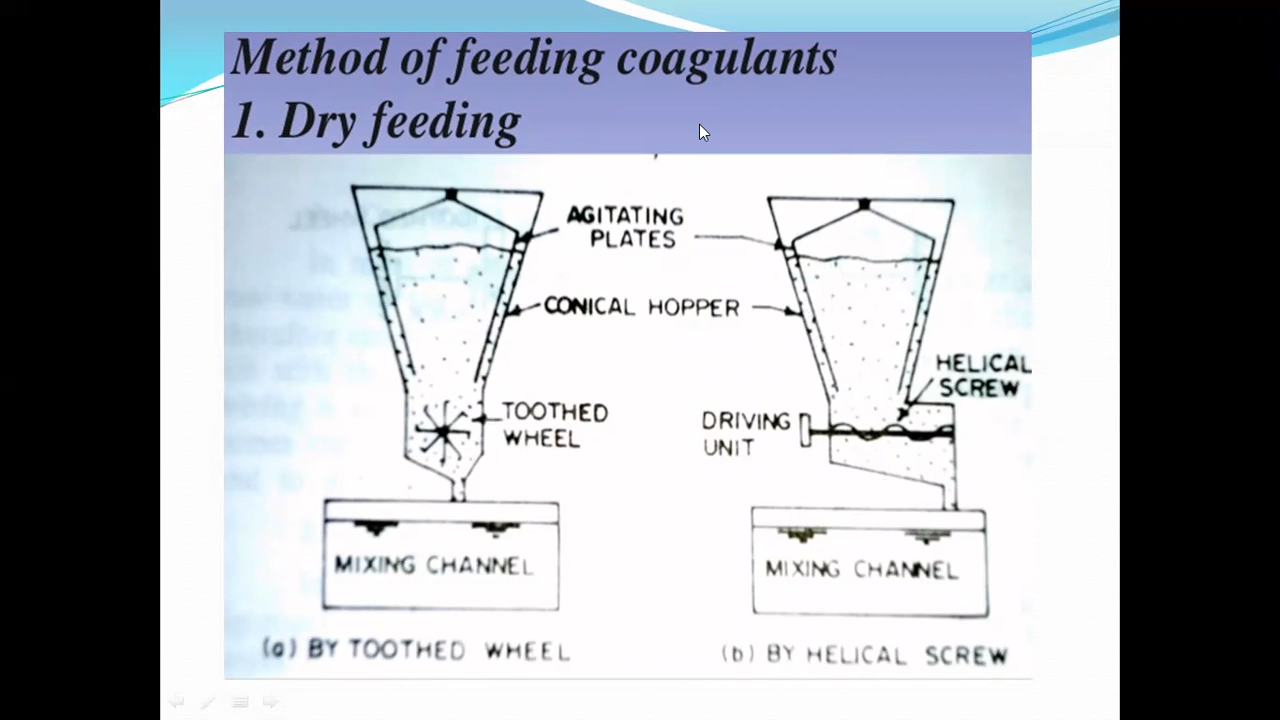 Method of feeding coagulants
1. Dry feeding
AGITATING
PLATES
CONICAL HOPPER
HELICAL
SCREW
TOOTHED
WHEEL
DRIVING
UNIT
MIXING CHANNEL
MIXING CHANNEL
(a) BY TOOTHED WHEEL
(b) BY HELICAL SCREW